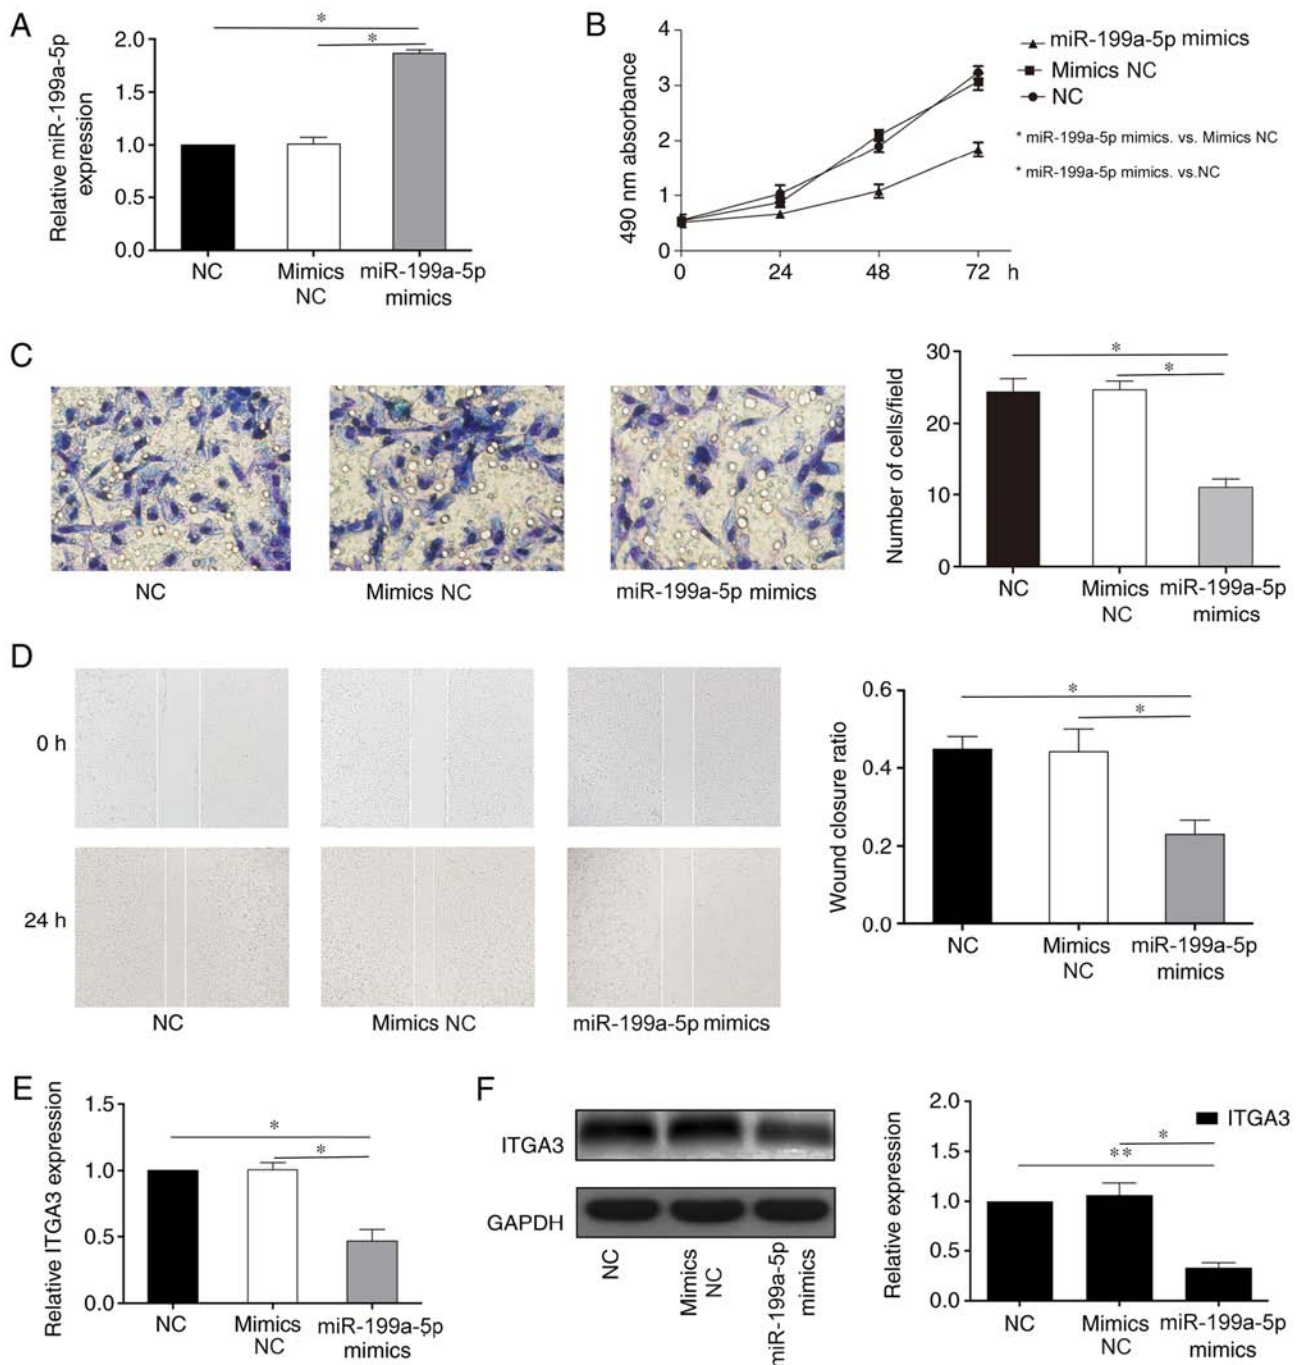 A
Relative miR-199a-5p
expression
2.0
1.5
1.0
0.5
0.0
*
*
NC
Mimics
NC
miR-199a-5p
mimics
B
490 nm absorbance
4
3
2
1
0
0
24
48
72
h
miR-199a-5p mimics
Mimics NC
NC
* miR-199a-5p mimics. vs. Mimics NC
* miR-199a-5p mimics. vs.NC
C
NC
Mimics NC
miR-199a-5p mimics
Number of cells/field
30
20
10
0
*
*
NC
Mimics
NC
miR-199a-5p
mimics
D
0 h
24 h
NC
Mimics NC
miR-199a-5p mimics
Wound closure ratio
0.6
0.4
0.2
0.0
*
*
NC
Mimics
NC
miR-199a-5p
mimics
E
Relative ITGA3 expression
1.5
1.0
0.5
0.0
*
*
NC
Mimics
NC
miR-199a-5p
mimics
F
ITGA3
GAPDH
NC
Mimics
NC
miR-199a-5p
mimics
Relative expression
2.0
1.5
1.0
0.5
0.0
ITGA3
*
**
NC
Mimics
NC
miR-199a-5p
mimics